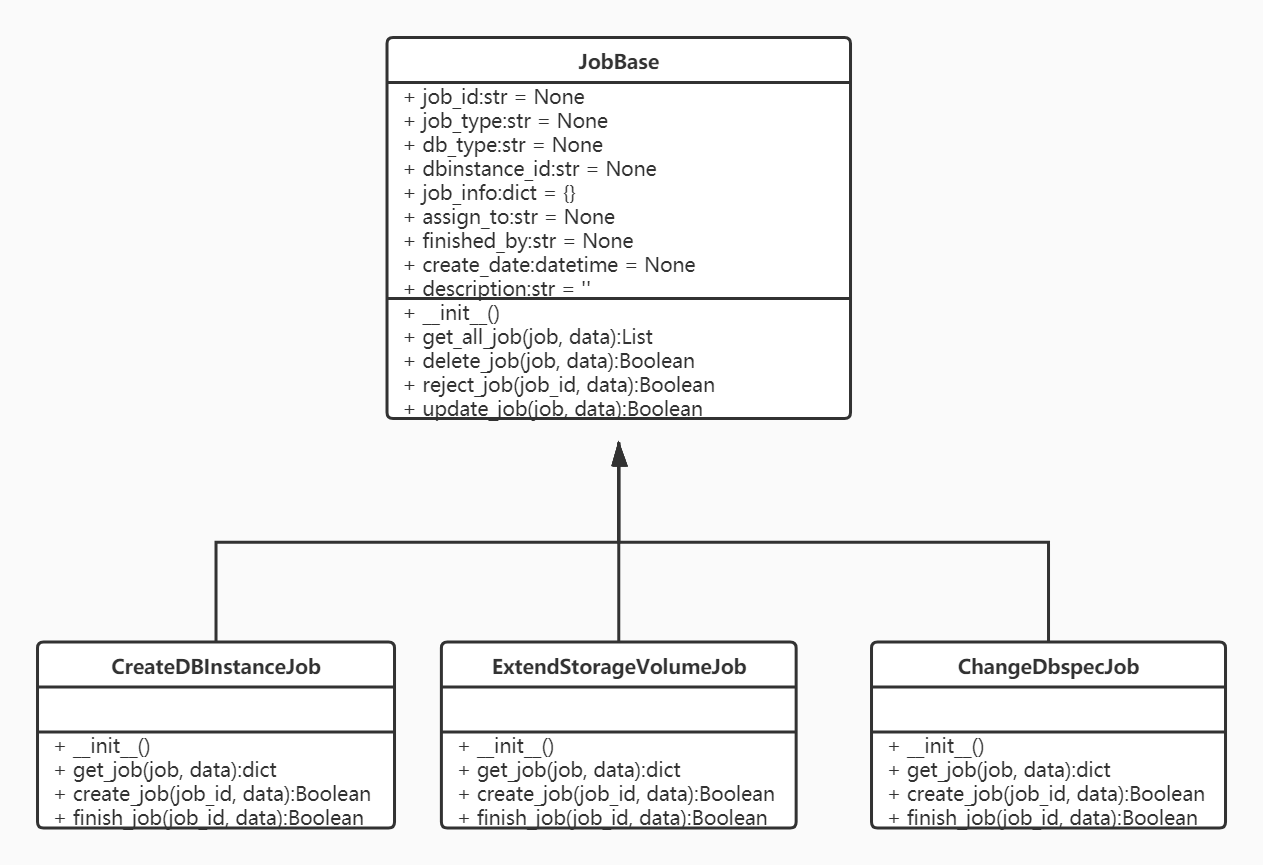 JobBase
+ job_id:str = None
+ job_type:str = None
+ db_type:str = None
+ dbinstance_id:str = None
+ job_info:dict = {}
+ assign_to:str = None
+ finished_by:str = None
+ create_date:datetime = None
+ description:str = ''
+ __init__()
+ get_all_job(job, data):List
+ delete_job(job, data):Boolean
+ reject_job(job_id, data):Boolean
+ update_job(job, data):Boolean
CreateDBInstanceJob
+ __init__()
+ get_job(job, data):dict
+ create_job(job_id, data):Boolean
+ finish_job(job_id, data):Boolean
ExtendStorageVolumeJob
+ __init__()
+ get_job(job, data):dict
+ create_job(job_id, data):Boolean
+ finish_job(job_id, data):Boolean
ChangeDbspecJob
+ __init__()
+ get_job(job, data):dict
+ create_job(job_id, data):Boolean
+ finish_job(job_id, data):Boolean